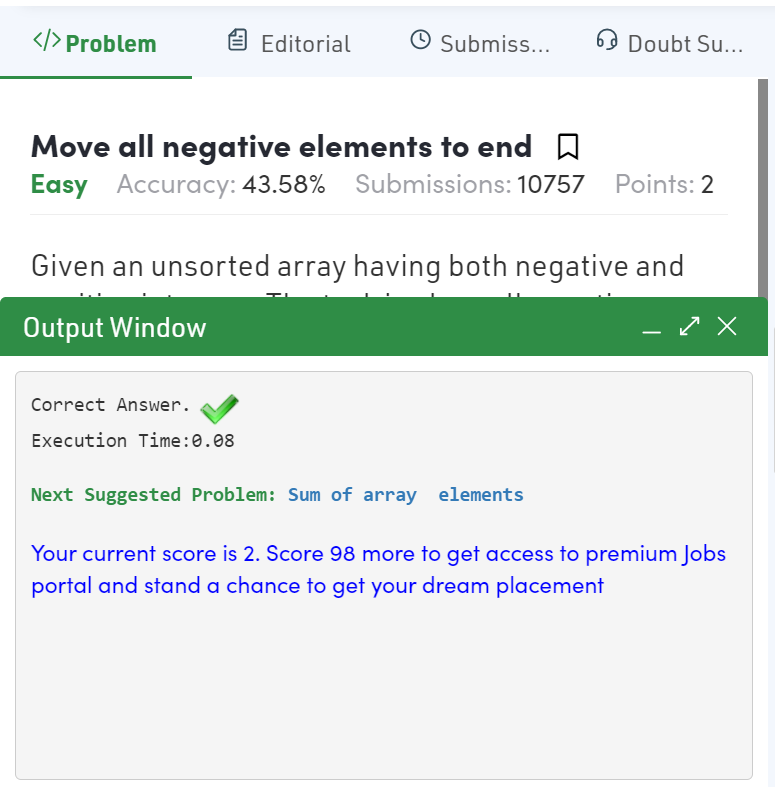 </> Problem Editorial Submiss... Doubt Su...
Move all negative elements to end
Easy Accuracy: 43.58% Submissions: 10757 Points: 2
Given an unsorted array having both negative and
Output Window
Correct Answer.
Execution Time:0.08
Next Suggested Problem: Sum of array elements
Your current score is 2. Score 98 more to get access to premium Jobs
portal and stand a chance to get your dream placement